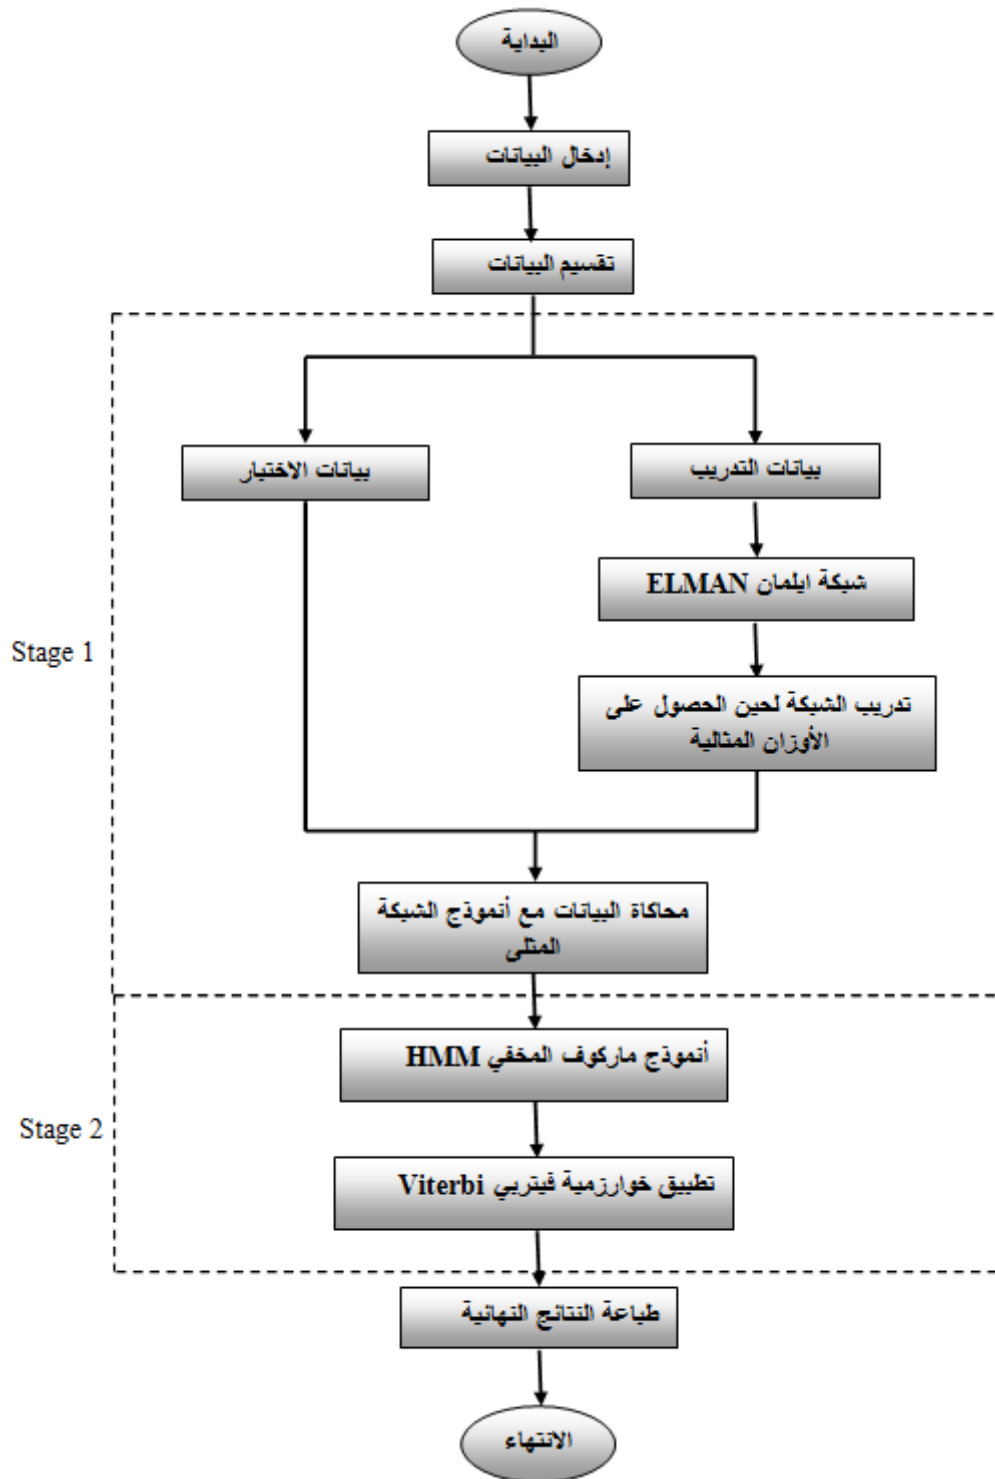 البداية
إدخال البيانات
تقسيم البيانات
بيانات التدريب
بيانات الاختبار
شبكة ايلمان ELMAN
Stage 1
تدريب الشبكة لحين الحصول على
الأوزان المثالية
محاكاة البيانات مع أنموذج الشبكة
المثلى
أنموذج ماركوف المخفي HMM
Stage 2
تطبيق خوارزمية فيتربي Viterbi
طباعة النتائج النهائية
الانتهاء